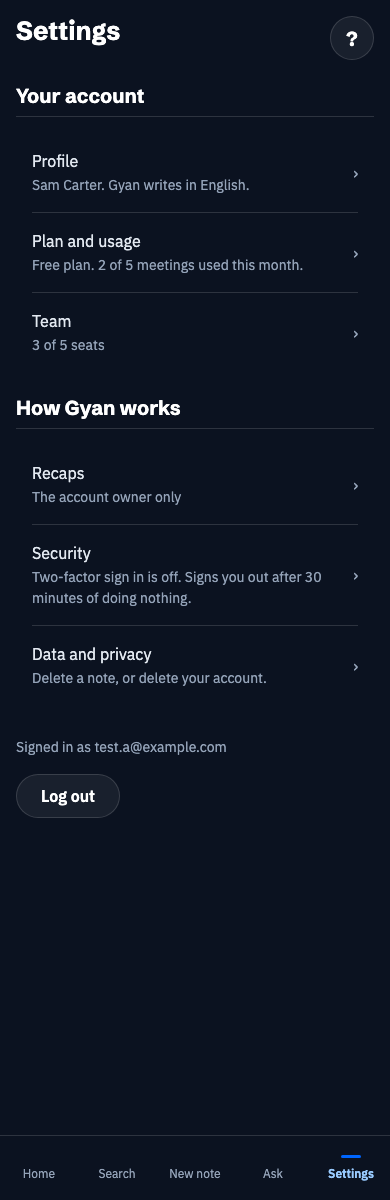 Settings
?
Your account
Profile
Sam Carter. Gyan writes in English.
Plan and usage
Free plan. 2 of 5 meetings used this month.
Team
3 of 5 seats
How Gyan works
Recaps
The account owner only
Security
Two-factor sign in is off. Signs you out after 30
minutes of doing nothing.
Data and privacy
Delete a note, or delete your account.
Signed in as test.a@example.com
Log out
Home
Search
New note
Ask
Settings